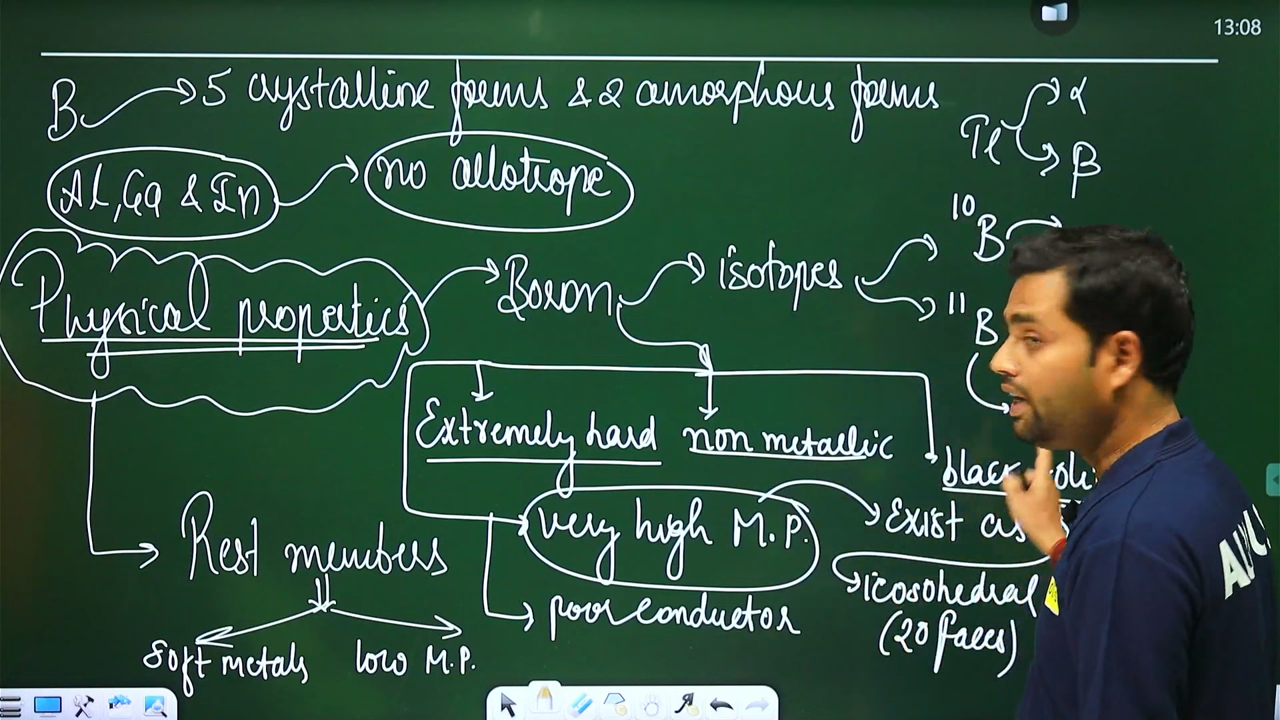 13:08
B → 5 crystalline forms & 2 amorphous forms
Tl → α
→ β
Al, Ga & In → no allotrope
Physical properties → Boron → isotopes → ¹⁰B
→ ¹¹B
Extremely hard
non metallic
black
very high M.P. → Exist as
icosohedral
(20 faces)
poor conductor
Rest members
soft metals
low M.P.